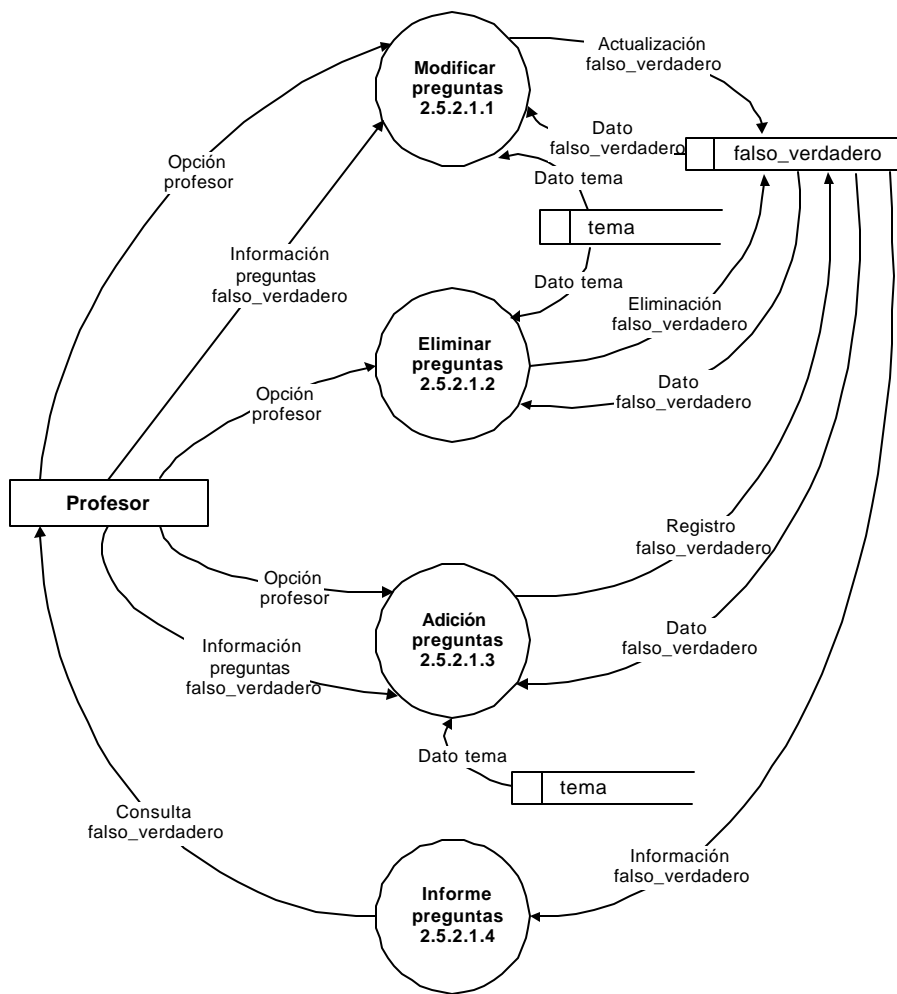 Modificar
preguntas
2.5.2.1.1
Actualización
falso_verdadero
Dato
falso_verdadero
falso_verdadero
Opción
profesor
Dato tema
tema
Información
preguntas
falso_verdadero
Dato tema
Eliminación
falso_verdadero
Eliminar
preguntas
2.5.2.1.2
Opción
profesor
Dato
falso_verdadero
Profesor
Registro
falso_verdadero
Opción
profesor
Adición
preguntas
2.5.2.1.3
Información
preguntas
falso_verdadero
Dato
falso_verdadero
Dato tema
tema
Consulta
falso_verdadero
Información
falso_verdadero
Informe
preguntas
2.5.2.1.4